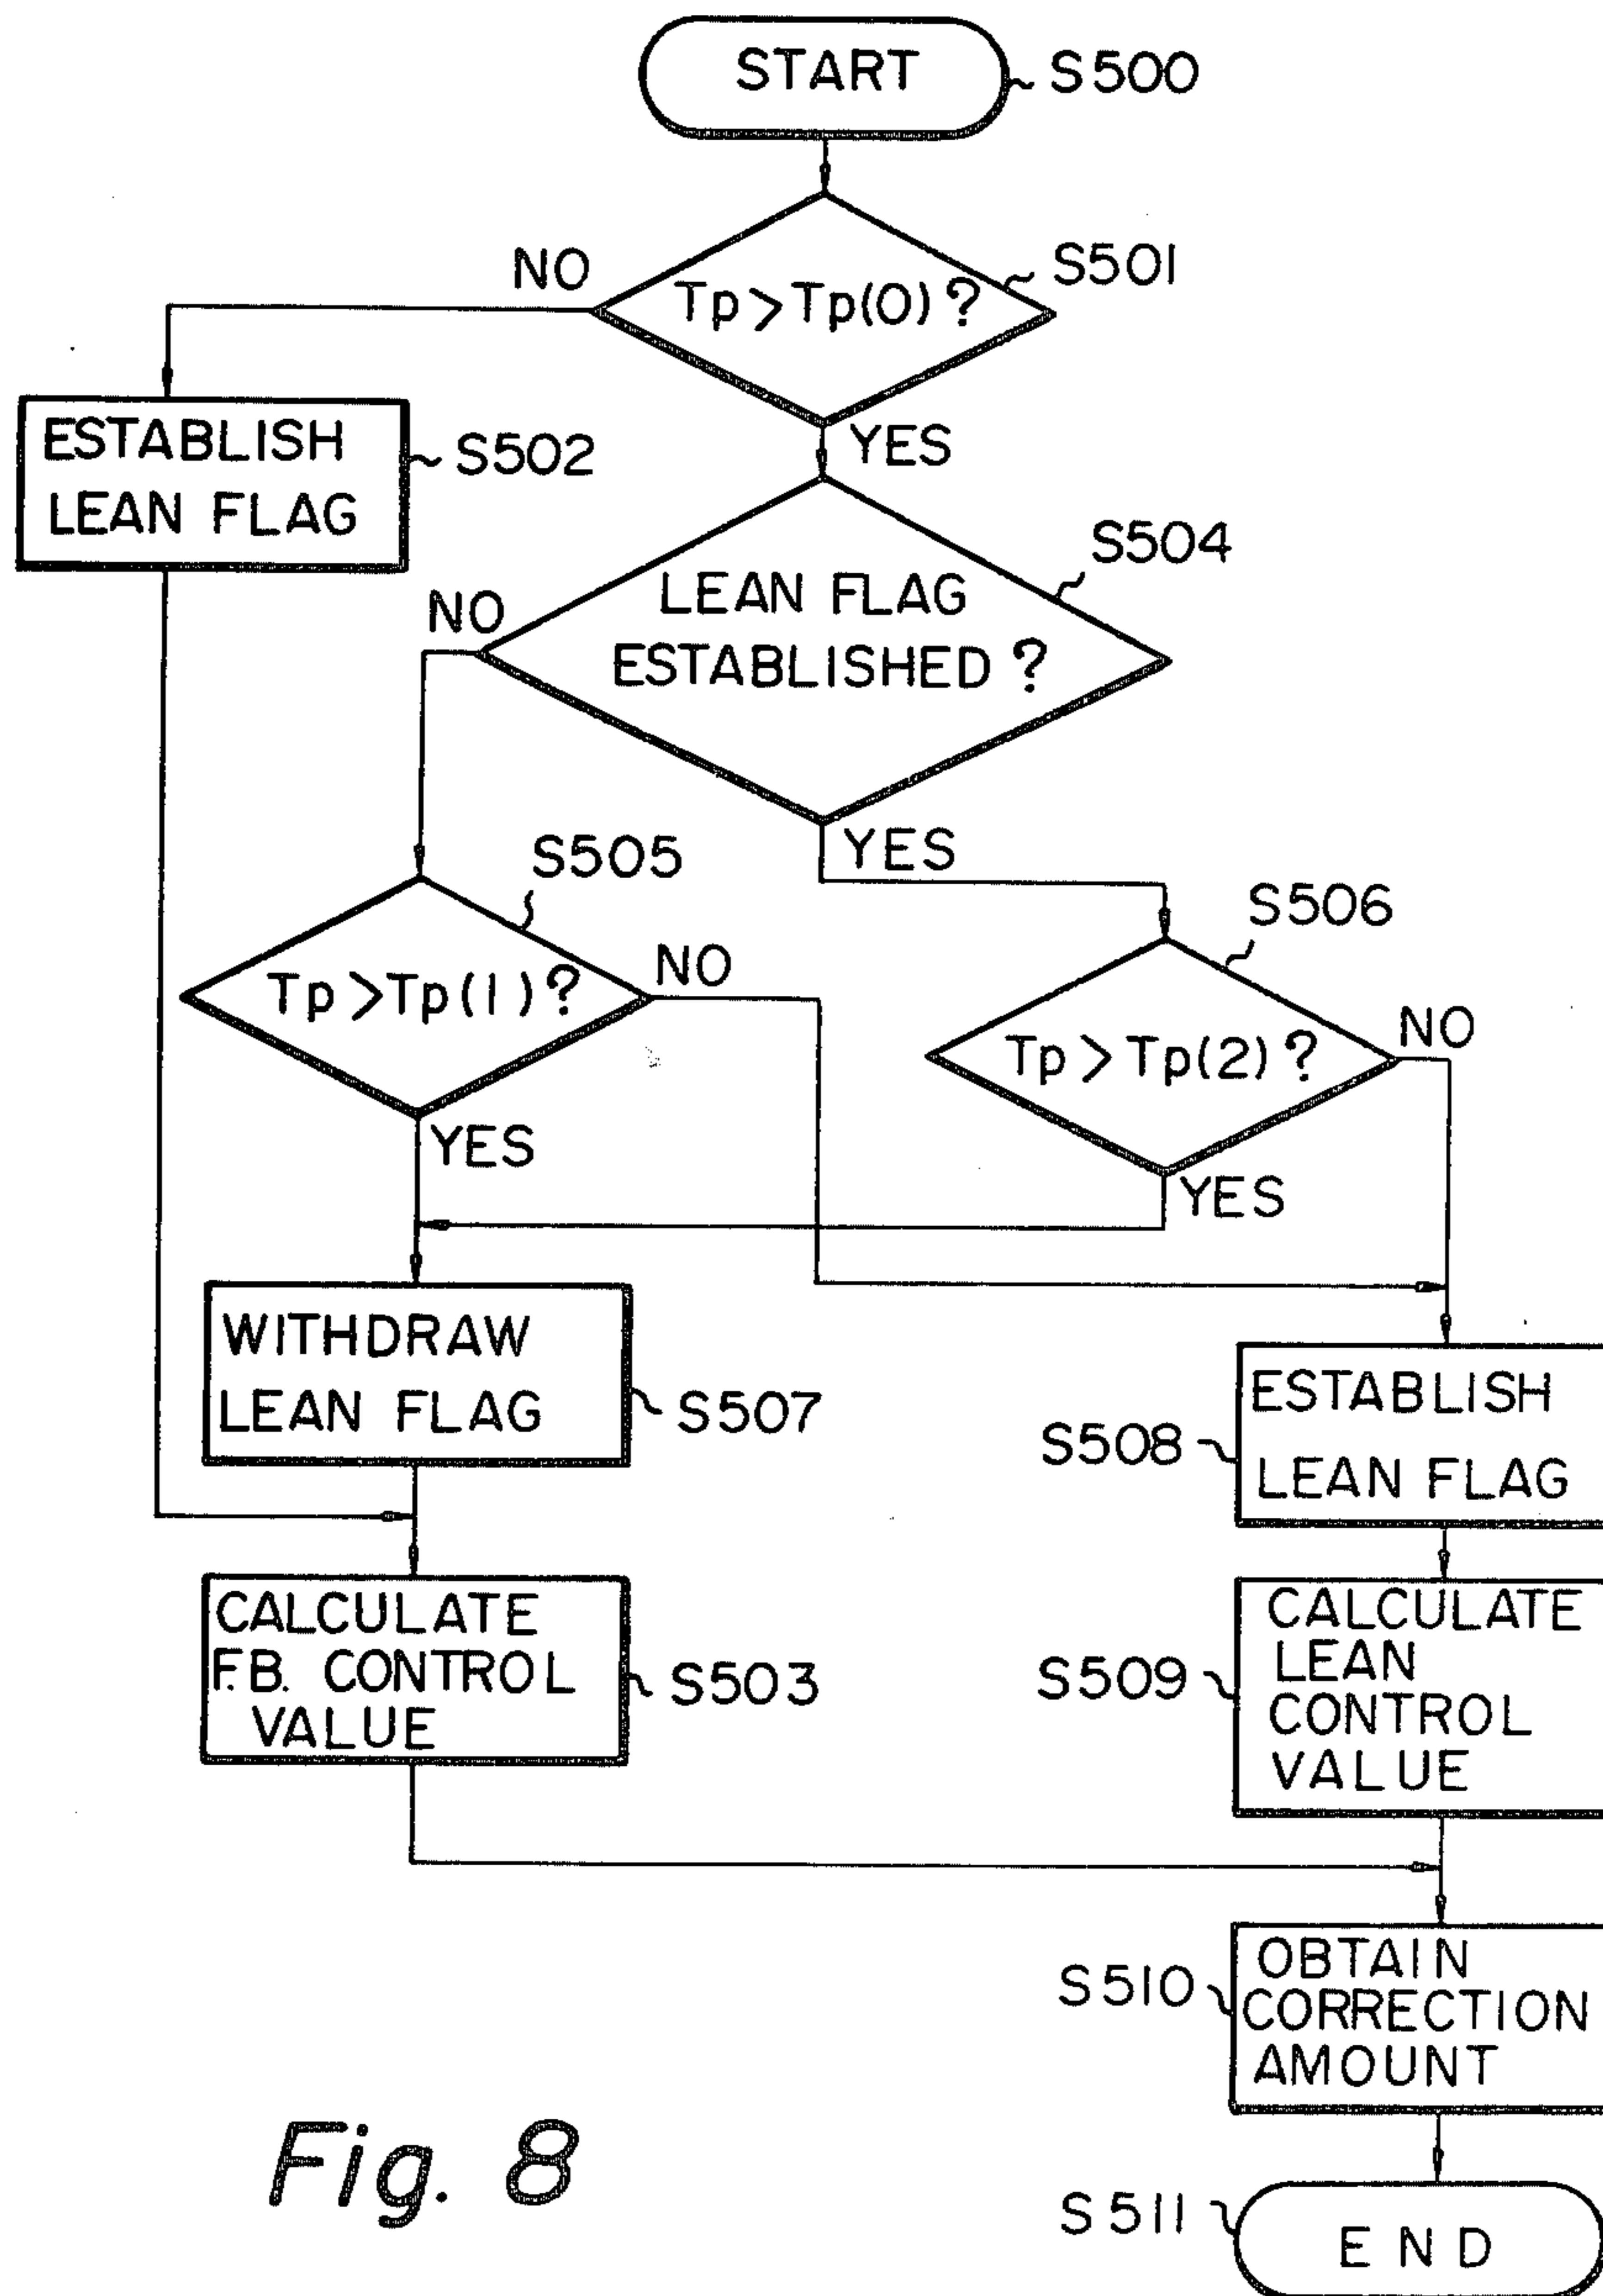 START
S500
NO
Tp > Tp(0) ?
S501
YES
ESTABLISH
LEAN FLAG
S502
S504
NO
LEAN FLAG
ESTABLISHED ?
YES
S505
S506
Tp > Tp(1) ?
NO
Tp > Tp(2) ?
NO
YES
YES
WITHDRAW
LEAN FLAG
S507
S508
ESTABLISH
LEAN FLAG
CALCULATE
F.B. CONTROL
VALUE
S503
S509
CALCULATE
LEAN
CONTROL
VALUE
S510
OBTAIN
CORRECTION
AMOUNT
Fig. 8
S511
END